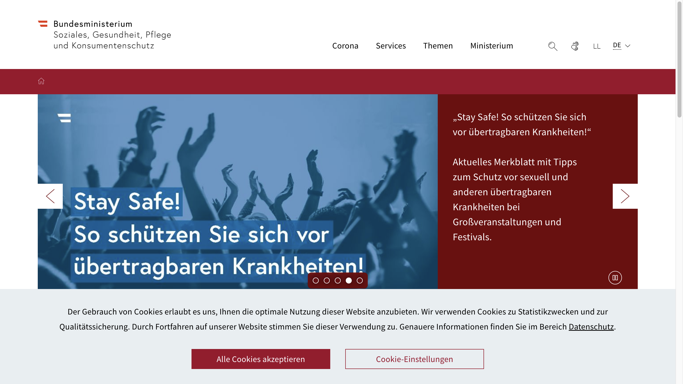 Bundesministerium
Soziales, Gesundheit, Pflege
und Konsumentenschutz
Corona Services Themen Ministerium LL DE
Stay Safe!
So schützen Sie sich vor
übertragbaren Krankheiten!
„Stay Safe! So schützen Sie sich
vor übertragbaren Krankheiten!“
Aktuelles Merkblatt mit Tipps
zum Schutz vor sexuell und
anderen übertragbaren
Krankheiten bei
Großveranstaltungen und
Festivals.
Der Gebrauch von Cookies erlaubt es uns, Ihnen die optimale Nutzung dieser Website anzubieten. Wir verwenden Cookies zu Statistikzwecken und zur
Qualitätssicherung. Durch Fortfahren auf unserer Website stimmen Sie dieser Verwendung zu. Genauere Informationen finden Sie im Bereich Datenschutz.
Alle Cookies akzeptieren
Cookie-Einstellungen